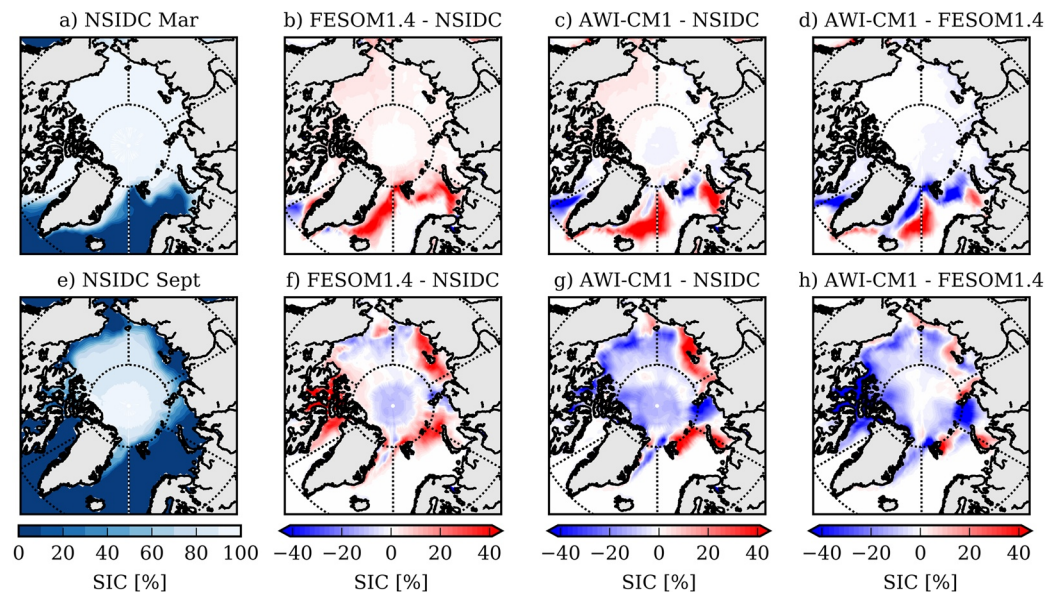 a) NSIDC Mar
b) FESOM1.4 - NSIDC
c) AWI-CM1 - NSIDC
d) AWI-CM1 - FESOM1.4
e) NSIDC Sept
f) FESOM1.4 - NSIDC
g) AWI-CM1 - NSIDC
h) AWI-CM1 - FESOM1.4
0 20 40 60 80 100
−40 −20 0 20 40
−40 −20 0 20 40
−40 −20 0 20 40
SIC [%]
SIC [%]
SIC [%]
SIC [%]